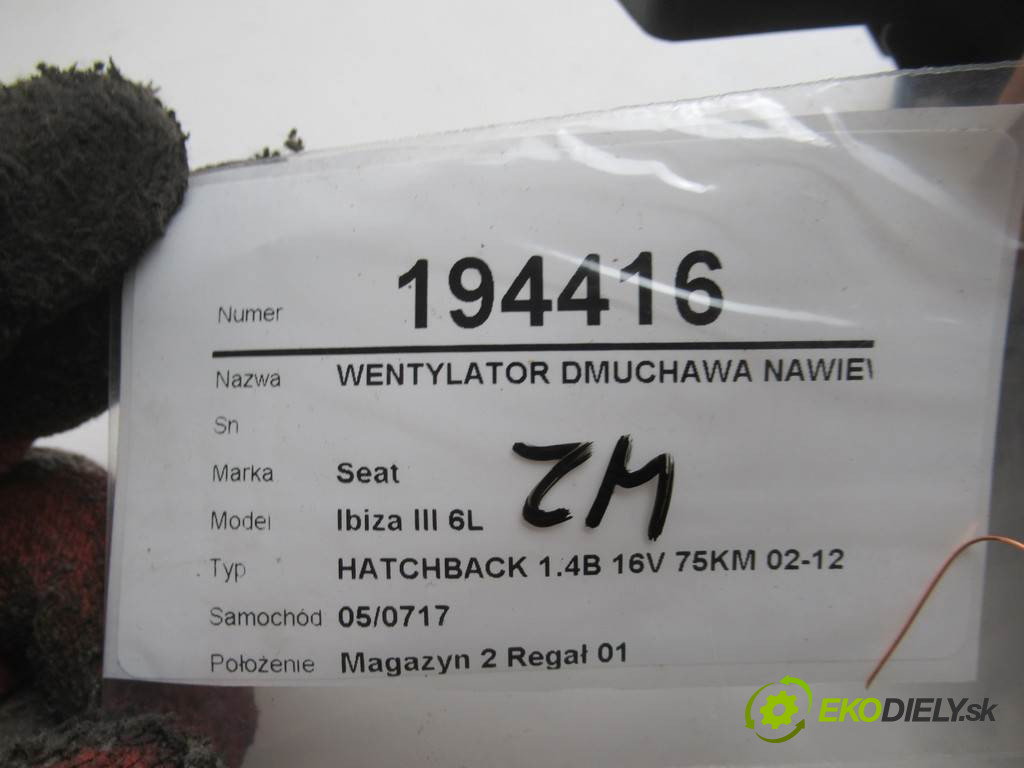 Numer 194416
Nazwa WENTYLATOR DMUCHAWA NAWIEW
Sn
Marka Seat
Model Ibiza III 6L
ZM
Typ HATCHBACK 1.4B 16V 75KM 02-12
Samochód 05/0717
Położenie Magazyn 2 Regał 01
EKODIELY.sk